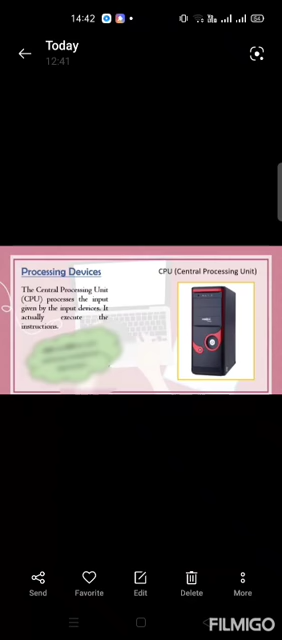 14:42
64
Today
12:41
Processing Devices
CPU (Central Processing Unit)
The Central Processing Unit
(CPU) processes the input
given by the input devices. It
actually execute the
instructions.
Send Favorite Edit Delete More
FILMIGO